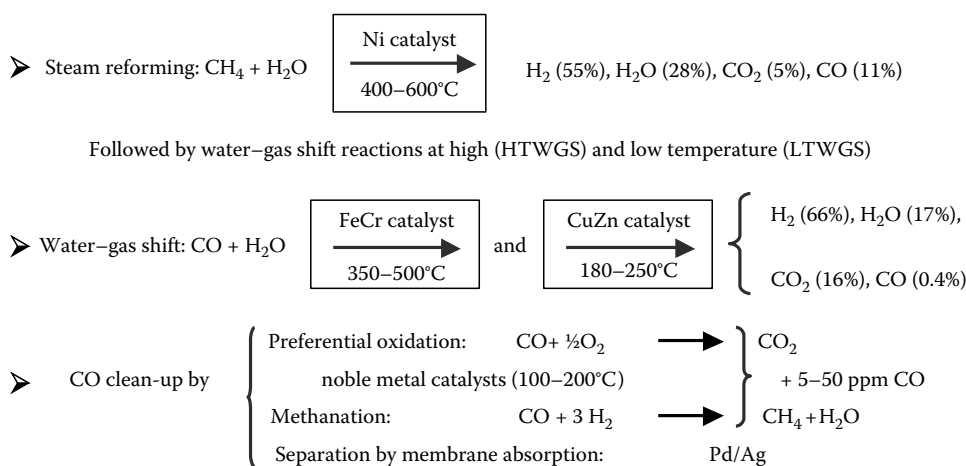 Ni catalyst
➢ Steam reforming: CH₄ + H₂O → H₂ (55%), H₂O (28%), CO₂ (5%), CO (11%)
400–600°C
Followed by water–gas shift reactions at high (HTWGS) and low temperature (LTWGS)
FeCr catalyst CuZn catalyst H₂ (66%), H₂O (17%),
➢ Water–gas shift: CO + H₂O → and →
350–500°C 180–250°C
CO₂ (16%), CO (0.4%)
Preferential oxidation: CO+ ½O₂ → CO₂
➢ CO clean-up by noble metal catalysts (100–200°C) + 5–50 ppm CO
Methanation: CO + 3 H₂ → CH₄ +H₂O
Separation by membrane absorption: Pd/Ag